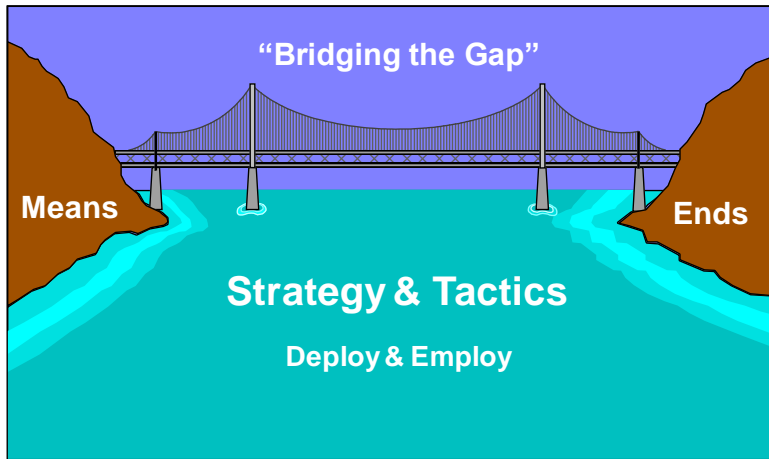 “Bridging the Gap”
Means
Ends
Strategy & Tactics
Deploy & Employ